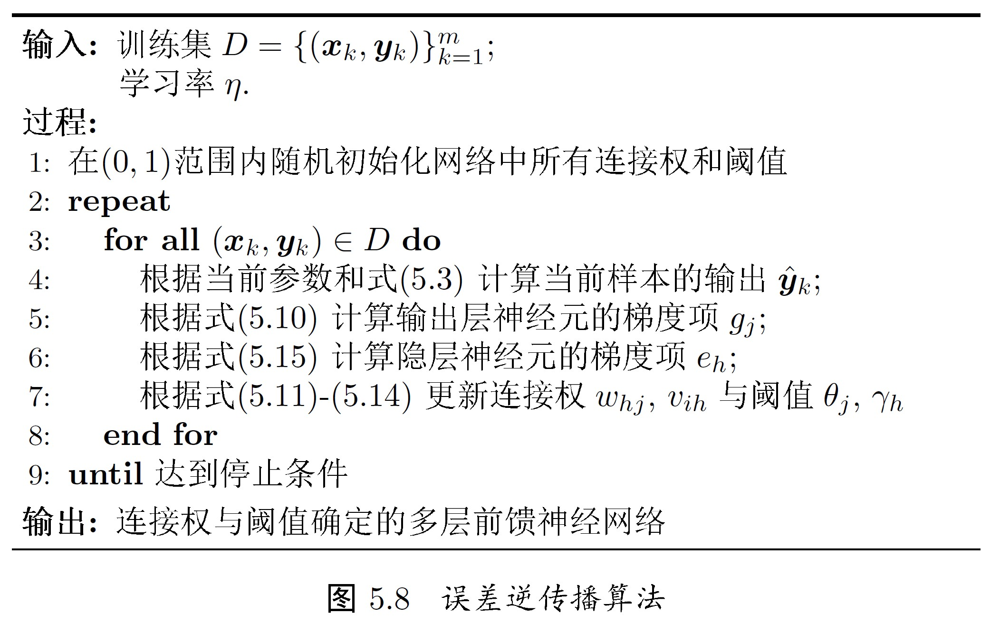 输入: 训练集 $D = \{(\boldsymbol{x}_k, \boldsymbol{y}_k)\}_{k=1}^{m}$;
学习率 $\eta$.
过程:
1: 在$(0, 1)$范围内随机初始化网络中所有连接权和阈值
2: repeat
3: for all $(\boldsymbol{x}_k, \boldsymbol{y}_k) \in D$ do
4: 根据当前参数和式(5.3) 计算当前样本的输出 $\hat{\boldsymbol{y}}_k$;
5: 根据式(5.10) 计算输出层神经元的梯度项 $g_j$;
6: 根据式(5.15) 计算隐层神经元的梯度项 $e_h$;
7: 根据式(5.11)-(5.14) 更新连接权 $w_{hj}$, $v_{ih}$ 与阈值 $\theta_j$, $\gamma_h$
8: end for
9: until 达到停止条件
输出: 连接权与阈值确定的多层前馈神经网络
图 5.8 误差逆传播算法